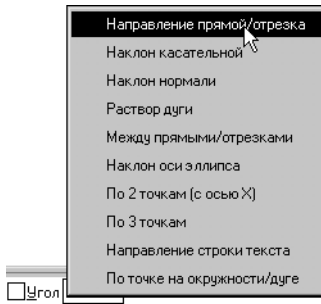 Направление прямой/отрезка
Наклон касательной
Наклон нормали
Раствор дуги
Между прямыми/отрезками
Наклон оси эллипса
По 2 точкам (с осью X)
По 3 точкам
Направление строки текста
По точке на окружности/дуге
Угол